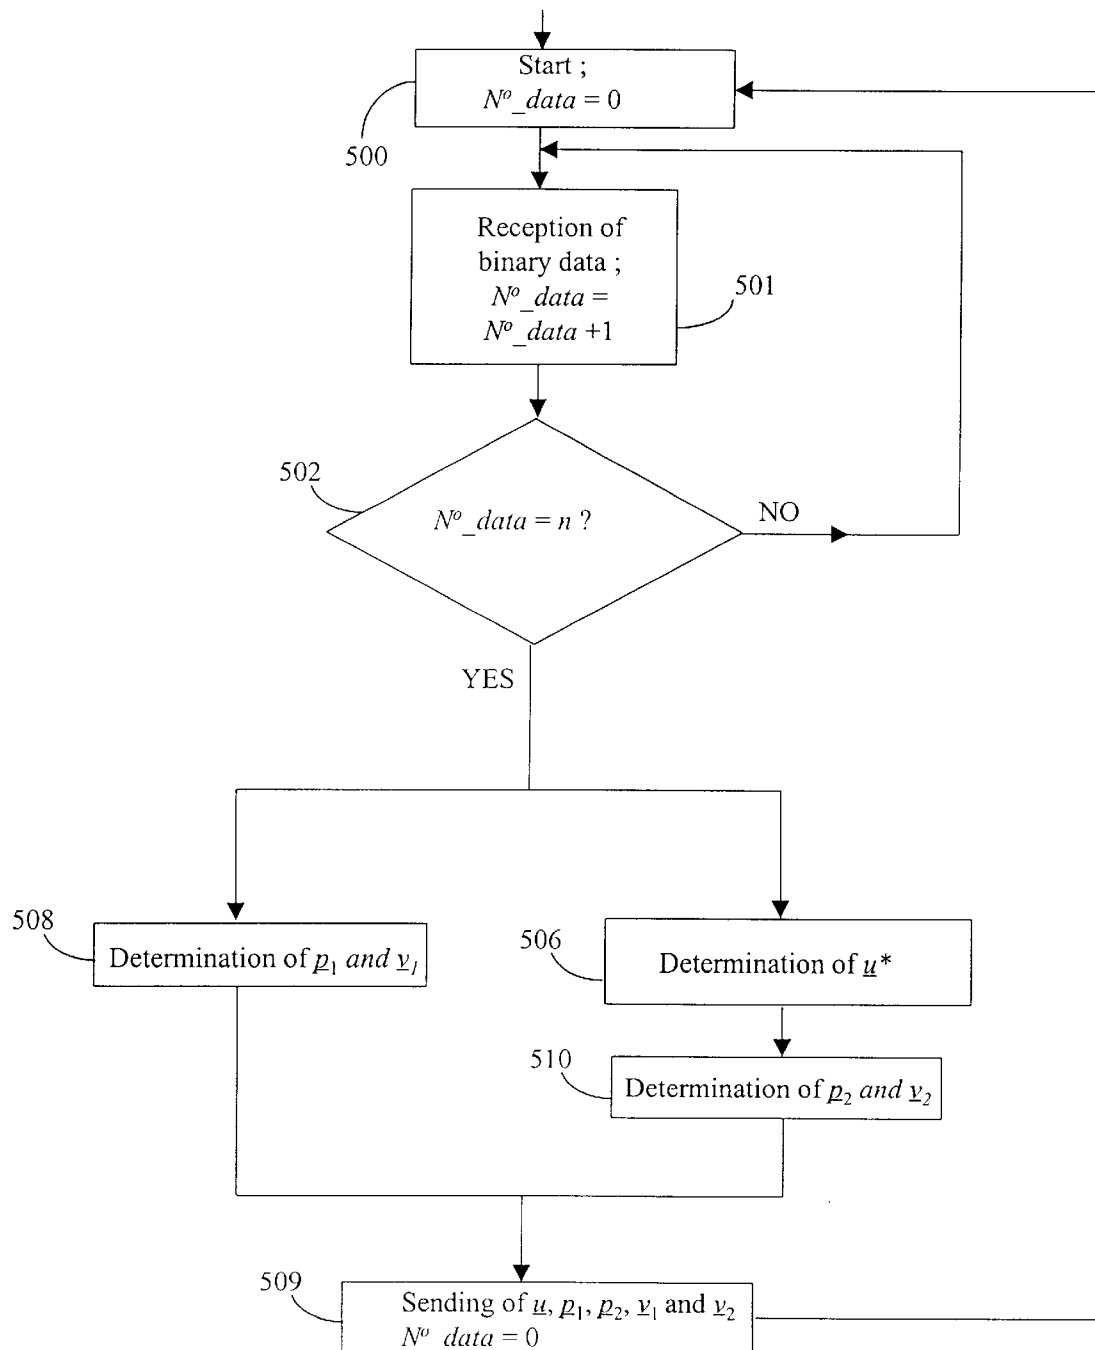 Start ;
Nº_data = 0
500
Reception of
binary data ;
Nº_data =
Nº_data +1
501
502
Nº_data = n ?
NO
YES
508
Determination of p₁ and v₁
506
Determination of u*
510
Determination of p₂ and v₂
509
Sending of u, p₁, p₂, v₁ and v₂
Nº_data = 0